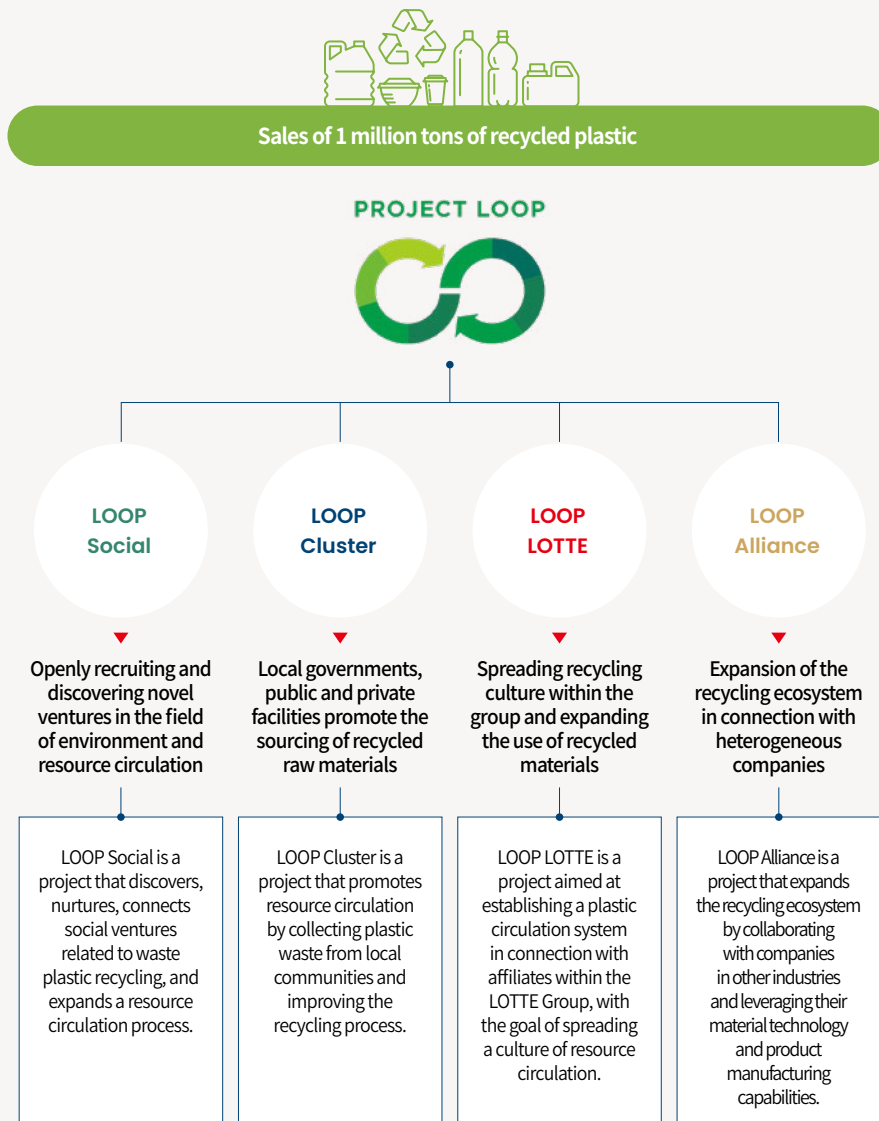 Sales of 1 million tons of recycled plastic
PROJECT LOOP
LOOP
Social
Openly recruiting and
discovering novel
ventures in the field
of environment and
resource circulation
LOOP Social is a
project that discovers,
nurtures, connects
social ventures
related to waste
plastic recycling, and
expands a resource
circulation process.
LOOP
Cluster
Local governments,
public and private
facilities promote the
sourcing of recycled
raw materials
LOOP Cluster is a
project that promotes
resource circulation
by collecting plastic
waste from local
communities and
improving the
recycling process.
LOOP
LOTTE
Spreading recycling
culture within the
group and expanding
the use of recycled
materials
LOOP LOTTE is a
project aimed at
establishing a plastic
circulation system
in connection with
affiliates within the
LOTTE Group, with
the goal of spreading
a culture of resource
circulation.
LOOP
Alliance
Expansion of the
recycling ecosystem
in connection with
heterogeneous
companies
LOOP Alliance is a
project that expands
the recycling ecosystem
by collaborating
with companies
in other industries
and leveraging their
material technology
and product
manufacturing
capabilities.